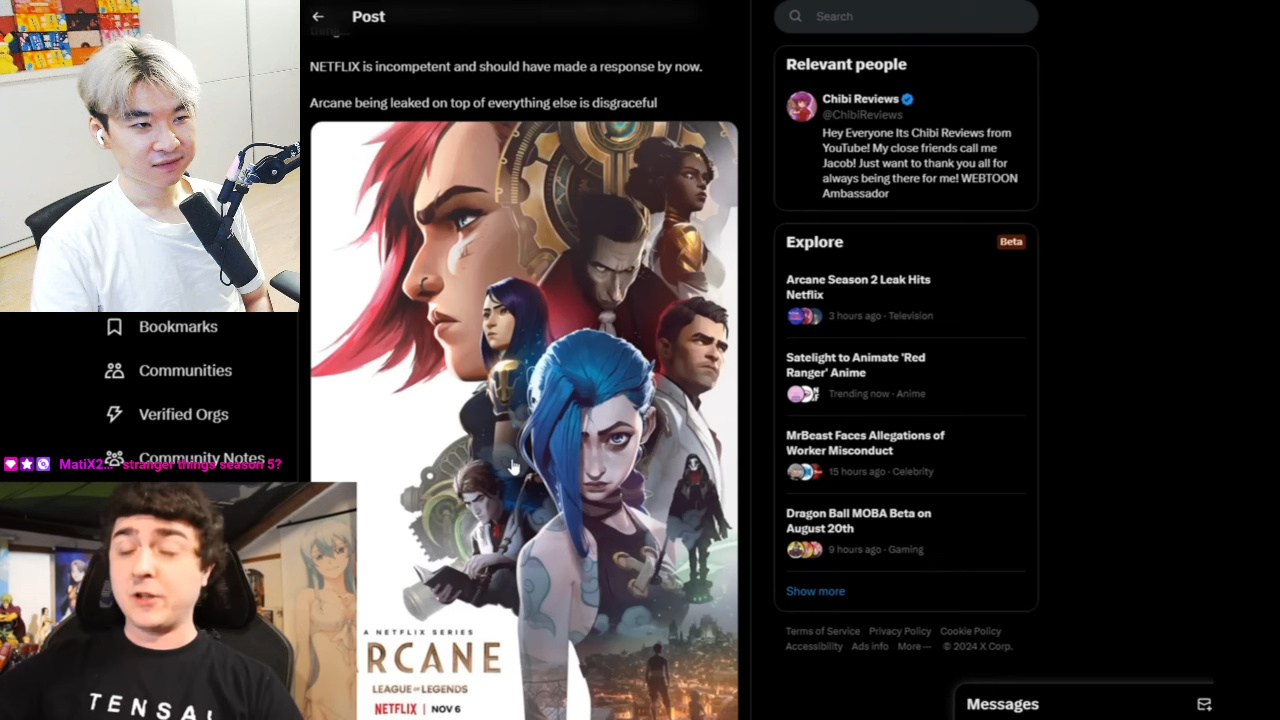 Post
thing...
NETFLIX is incompetent and should have made a response by now.
Arcane being leaked on top of everything else is disgraceful
A NETFLIX SERIES
RCANE
LEAGUE OF LEGENDS
NETFLIX | NOV 6
Search
Relevant people
Chibi Reviews
@ChibiReviews
Hey Everyone Its Chibi Reviews from
YouTube! My close friends call me
Jacob! Just want to thank you all for
always being there for me! WEBTOON
Ambassador
Explore
Beta
Arcane Season 2 Leak Hits
Netflix
3 hours ago · Television
Satelight to Animate 'Red
Ranger' Anime
Trending now · Anime
MrBeast Faces Allegations of
Worker Misconduct
15 hours ago · Celebrity
Dragon Ball MOBA Beta on
August 20th
9 hours ago · Gaming
Show more
Terms of Service Privacy Policy Cookie Policy
Accessibility Ads info More ··· © 2024 X Corp.
Messages
Bookmarks
Communities
Verified Orgs
Community Notes
MatiX2... stranger things season 5?
TENSA